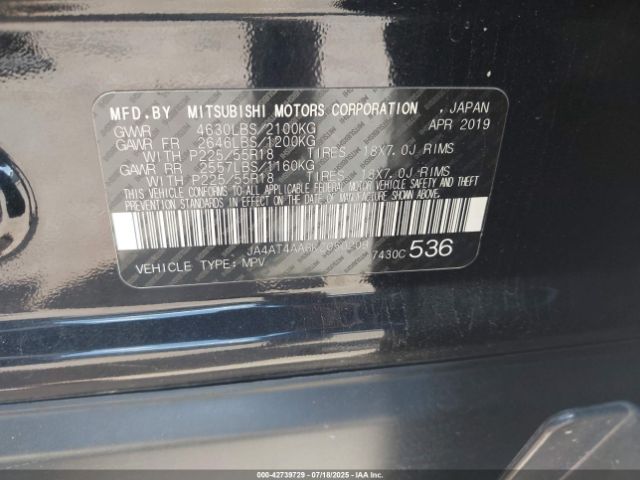 MFD.BY MITSUBISHI MOTORS CORPORATION, JAPAN
GVWR 4630LBS/2100KG APR 2019
GAWR FR 2646LBS/1200KG
WITH P225/55R18 TIRES, 18X7.0J RIMS
GAWR RR 2557LBS/1160KG
WITH P225/55R18 TIRES, 18X7.0J RIMS
THIS VEHICLE CONFORMS TO ALL APPLICABLE FEDERAL MOTOR VEHICLE SAFETY AND THEFT
PREVENTION STANDARDS IN EFFECT ON THE DATE OF MANUFACTURE SHOWN ABOVE.
VEHICLE TYPE: MPV 7430C 536
000-42739729 07/18/2025 IAA, Inc.